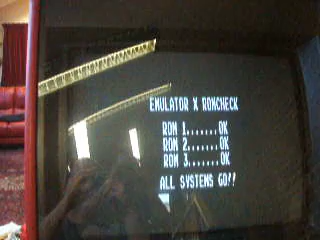 EMULATOR X ROMCHECK
ROM 1.......OK
ROM 2.......OK
ROM 3.......OK
ALL SYSTEMS GO!!